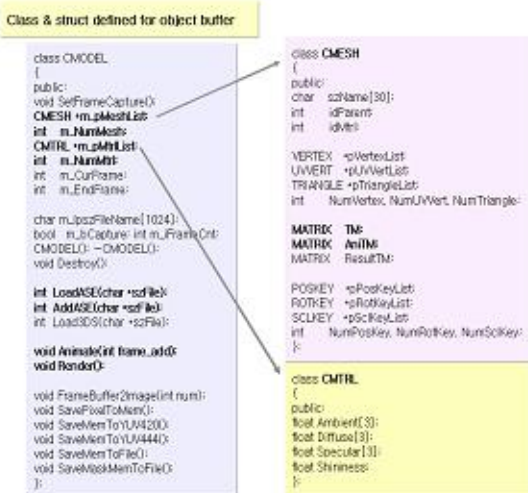 Class & struct defined for object buffer
class CMODEL
{
public:
void SetFrameCapture();
CMESH *m_pMeshList;
int m_NumMesh;
CMTRL *m_pMtrlList;
int m_NumMtrl;
int m_CurFrame;
int m_EndFrame;
char m_lpszFileName[1024];
bool m_bCapture; int m_iFrameCnt;
CMODEL(); ~CMODEL();
void Destroy();
int LoadASE(char *szFile);
int AddASE(char *szFile);
int Load3DS(char *szFile);
void Animate(int frame_add);
void Render();
void FrameBuffer2Image(int num);
void SavePixelToMem();
void SaveMemToYUV420();
void SaveMemToYUV444();
void SaveMemToFile();
void SaveMaskMemToFile();
};
class CMESH
{
public:
char szName[30];
int idParent;
int idMtrl;
VERTEX *pVertexList;
UVVERT *pUVVertList;
TRIANGLE *pTriangleList;
int NumVertex, NumUVVert, NumTriangle;
MATRIX TM;
MATRIX AniTM;
MATRIX ResultTM;
POSKEY *pPosKeyList;
ROTKEY *pRotKeyList;
SCLKEY *pSclKeyList;
int NumPosKey, NumRotKey, NumSclKey;
};
class CMTRL
{
public:
float Ambient[3];
float Diffuse[3];
float Specular[3];
float Shininess;
};